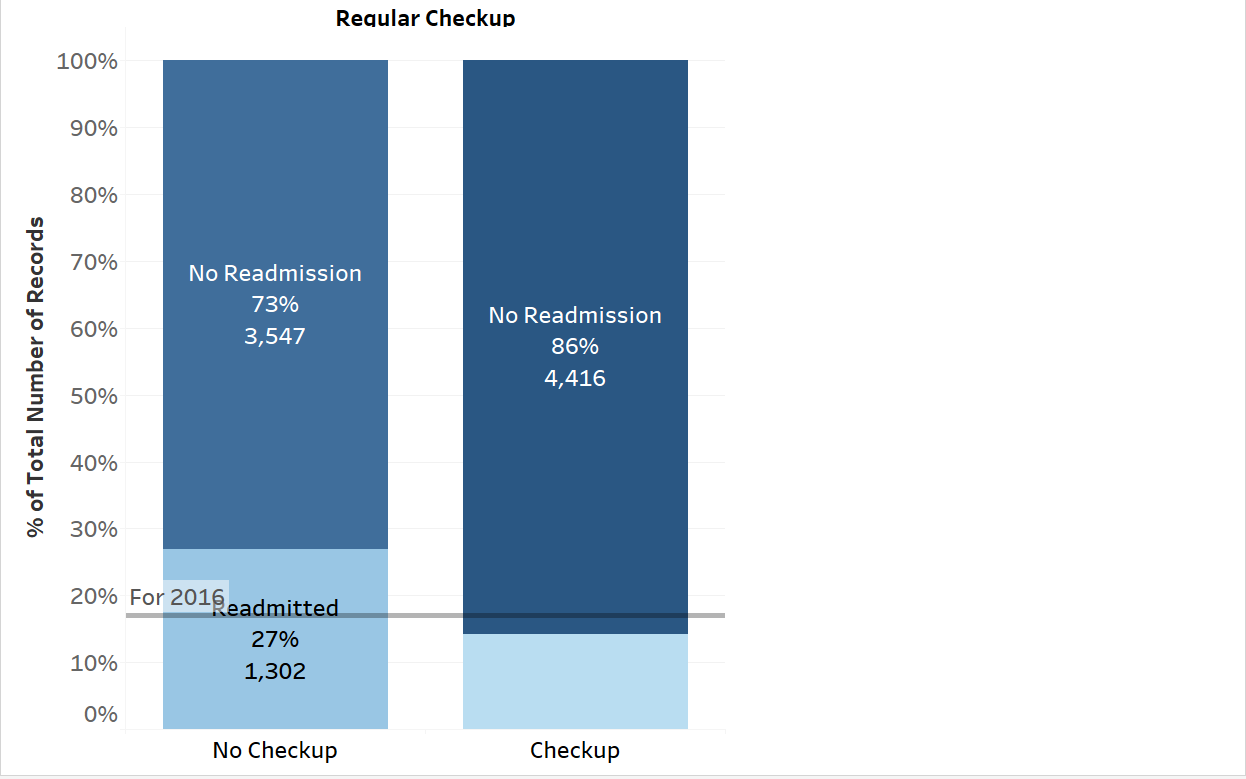 Regular Checkup
100%
90%
80%
70%
60%
50%
40%
30%
20%
10%
0%
% of Total Number of Records
No Readmission
73%
3,547
No Readmission
86%
4,416
For 2016
Readmitted
27%
1,302
No Checkup
Checkup